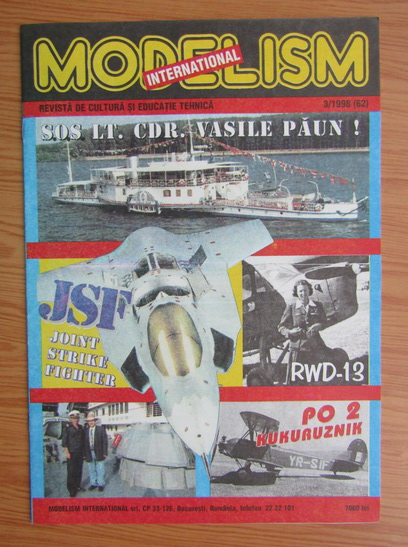 MODELISM
INTERNATIONAL
REVISTĂ DE CULTURĂ ȘI EDUCAȚIE TEHNICĂ 3/1998 (62)
SOS LT. CDR. VASILE PĂUN !
JSF
JOINT
STRIKE
FIGHTER
RWD-13
PO 2
KUKURUZNIK
YR-SIF
MODELISM INTERNATIONAL srl, CP 33-126, București, România, telefon: 22 22 101 1000 lei